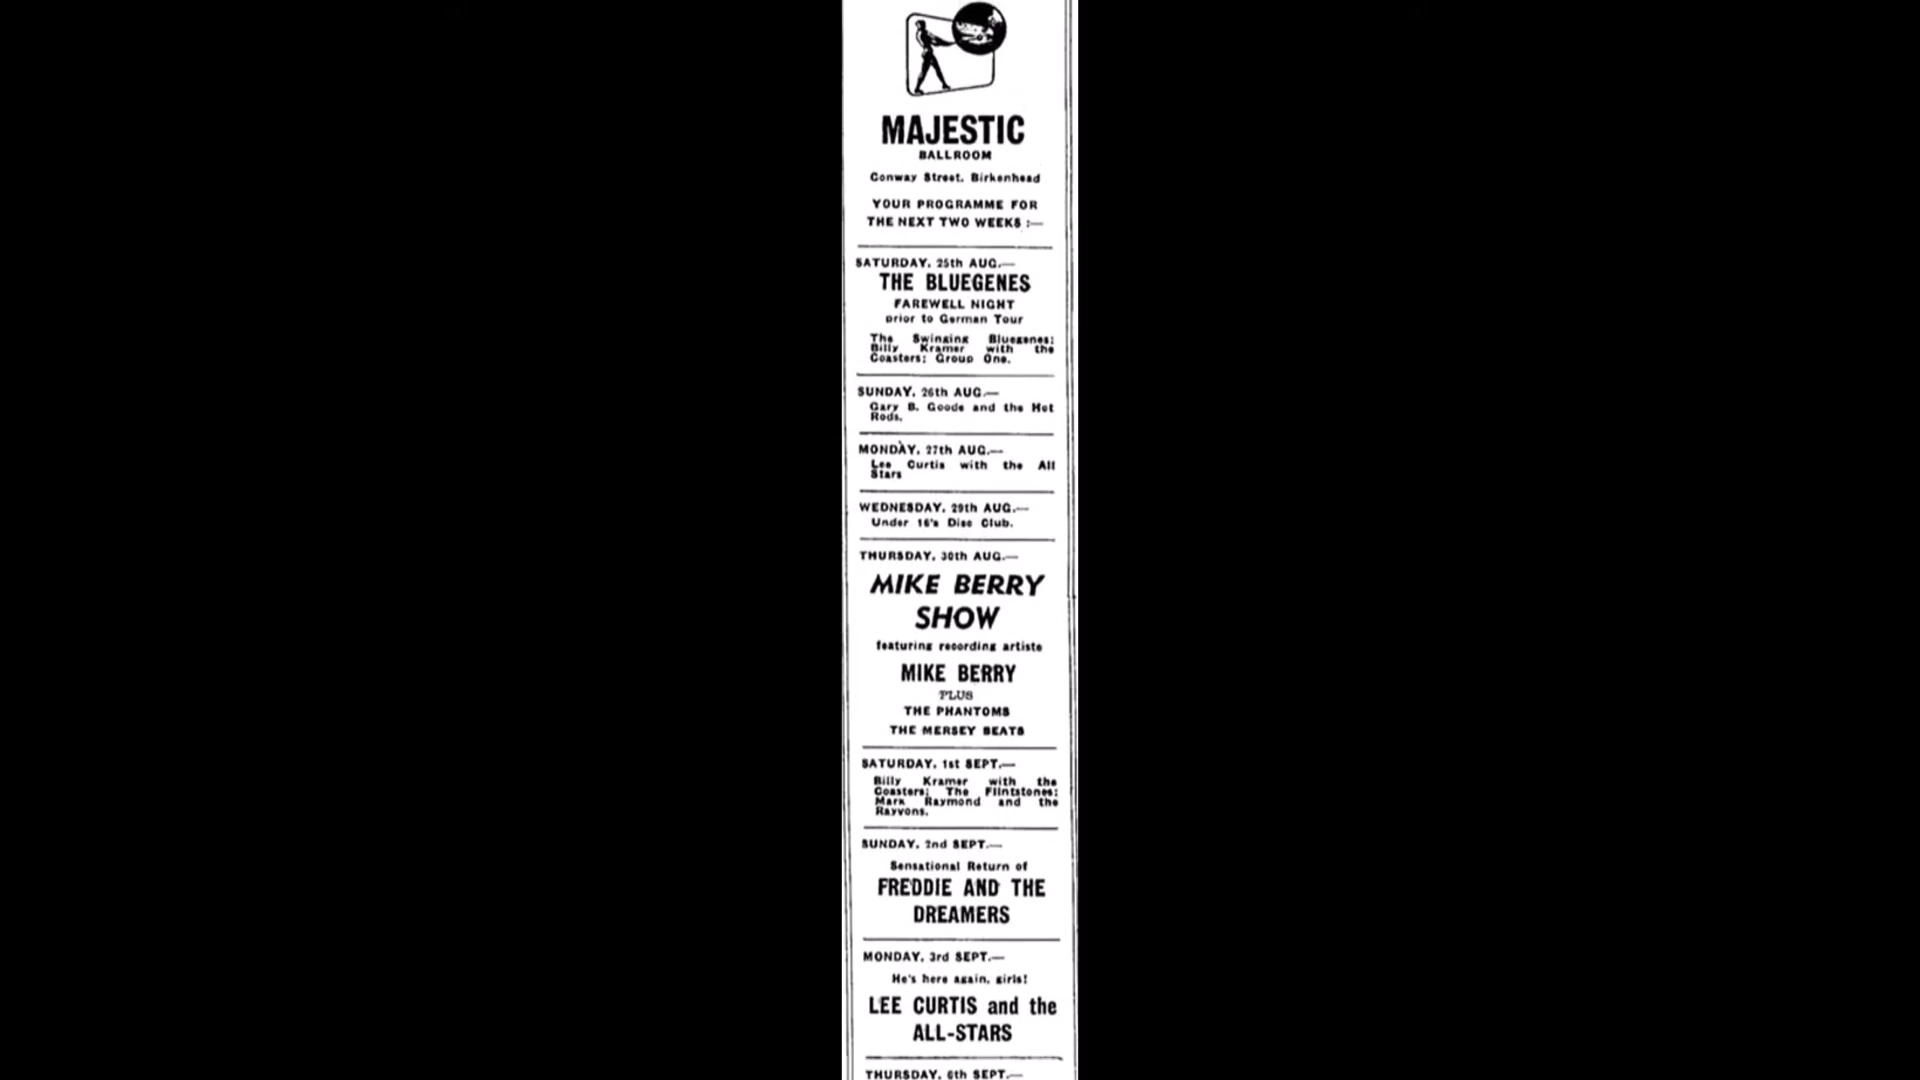 MAJESTIC
BALLROOM
Conway Street, Birkenhead
YOUR PROGRAMME FOR
THE NEXT TWO WEEKS :—
SATURDAY, 25th AUG.—
THE BLUEGENES
FAREWELL NIGHT
prior to German Tour
The Swinging Bluegenes;
Billy Kramer with the
Coasters; Group One.
SUNDAY, 26th AUG.—
Gary B. Goode and the Hot
Rods.
MONDAY, 27th AUG.—
Lee Curtis with the All
Stars
WEDNESDAY, 29th AUG.—
Under 16's Disc Club.
THURSDAY, 30th AUG.—
MIKE BERRY
SHOW
featuring recording artiste
MIKE BERRY
PLUS
THE PHANTOMS
THE MERSEY BEATS
SATURDAY, 1st SEPT.—
Billy Kramer with the
Coasters; The Flintstones;
Mark Raymond and the
Rayvons.
SUNDAY, 2nd SEPT.—
Sensational Return of
FREDDIE AND THE
DREAMERS
MONDAY, 3rd SEPT.—
He's here again, girls!
LEE CURTIS and the
ALL-STARS
THURSDAY, 6th SEPT.—